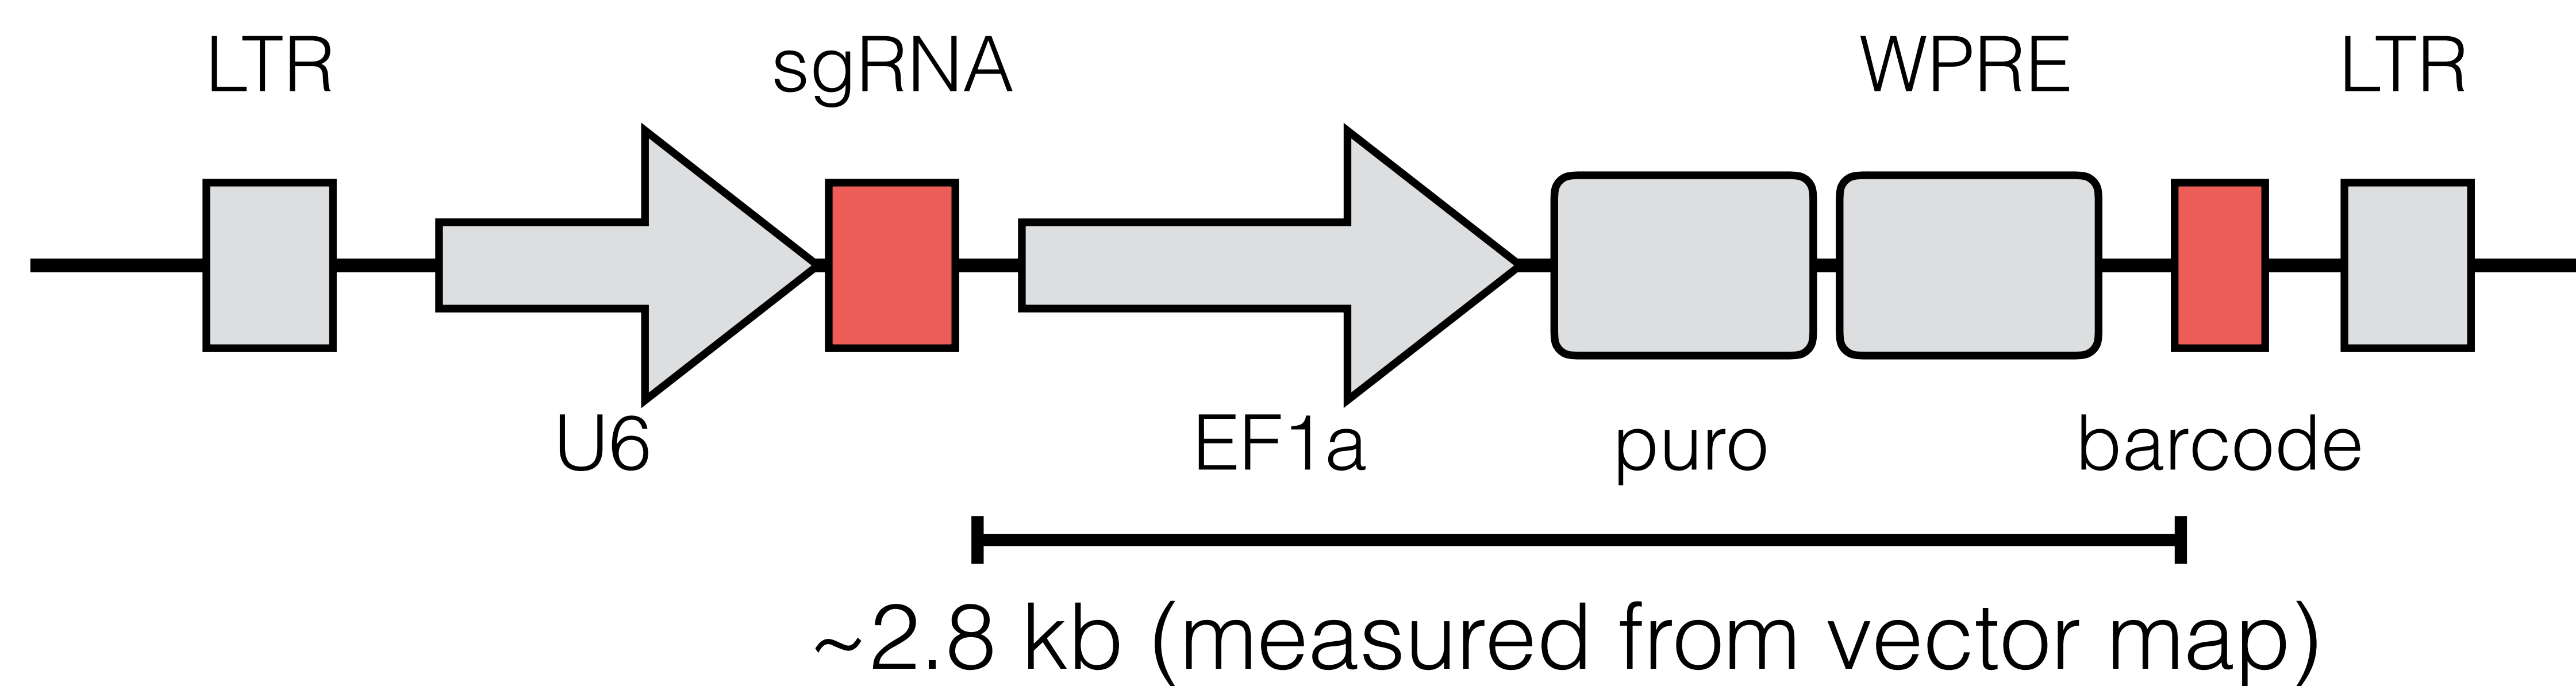 LTR sgRNA WPRE LTR
U6 EF1a puro barcode
~2.8 kb (measured from vector map)